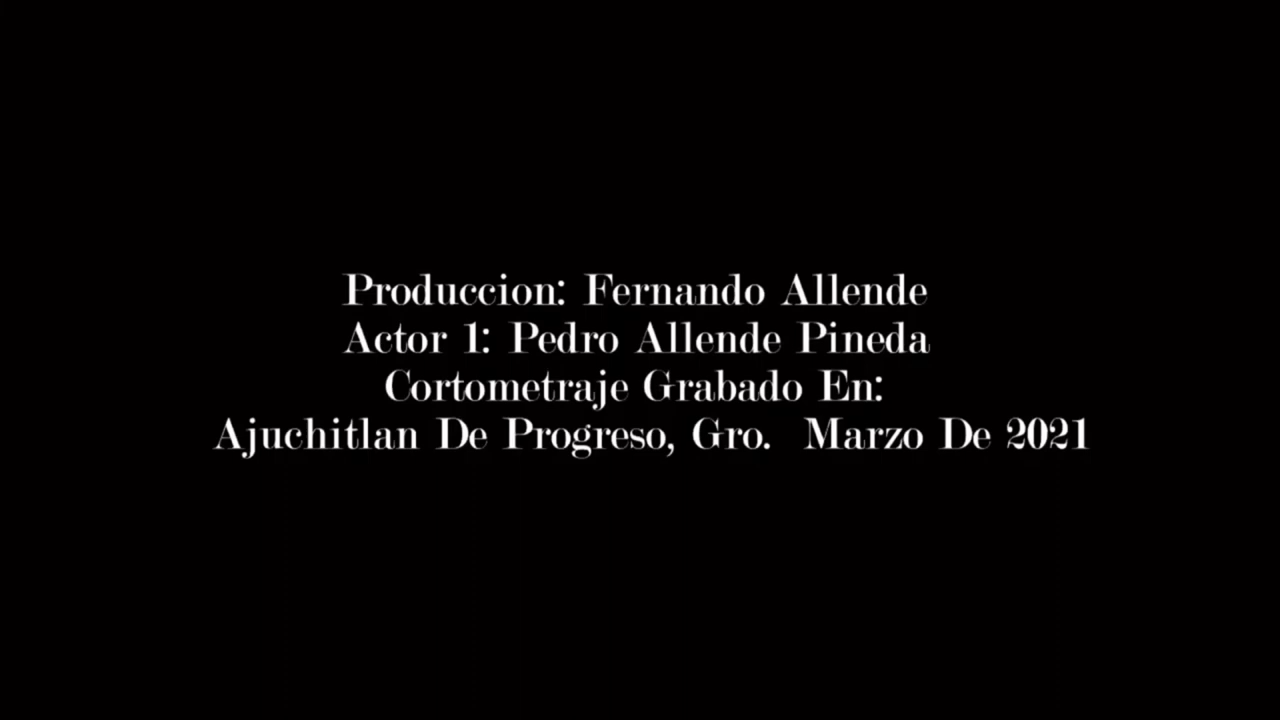 Produccion: Fernando Allende
Actor 1: Pedro Allende Pineda
Cortometraje Grabado En:
Ajuchitlan De Progreso, Gro. Marzo De 2021